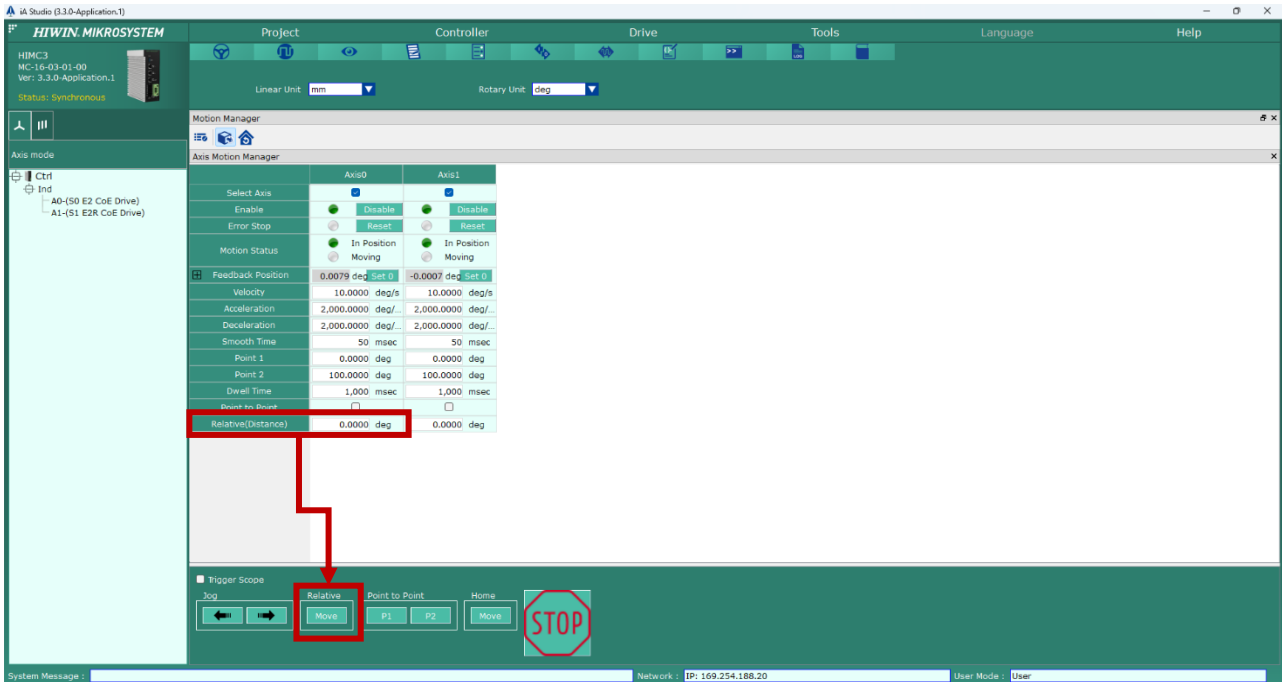 iA Studio (3.3.0-Application.1)
HIWIN. MIKROSYSTEM
Project Controller Drive Tools Language Help
HIMC3
MC-16-03-01-00
Ver: 3.3.0-Application.1
Status: Synchronous
Linear Unit mm Rotary Unit deg
Axis mode
Ctrl
Ind
A0-(S0 E2 CoE Drive)
A1-(S1 E2R CoE Drive)
Motion Manager
Axis Motion Manager
Axis0 Axis1
Select Axis
Enable Disable Disable
Error Stop Reset Reset
Motion Status In Position In Position
Moving Moving
Feedback Position 0.0079 deg Set 0 -0.0007 deg Set 0
Velocity 10.0000 deg/s 10.0000 deg/s
Acceleration 2,000.0000 deg/... 2,000.0000 deg/...
Deceleration 2,000.0000 deg/... 2,000.0000 deg/...
Smooth Time 50 msec 50 msec
Point 1 0.0000 deg 0.0000 deg
Point 2 100.0000 deg 100.0000 deg
Dwell Time 1,000 msec 1,000 msec
Point to Point
Relative(Distance) 0.0000 deg 0.0000 deg
Trigger Scope
Jog Relative Point to Point Home
Move P1 P2 Move STOP
System Message : Network : IP: 169.254.188.20 User Mode : User